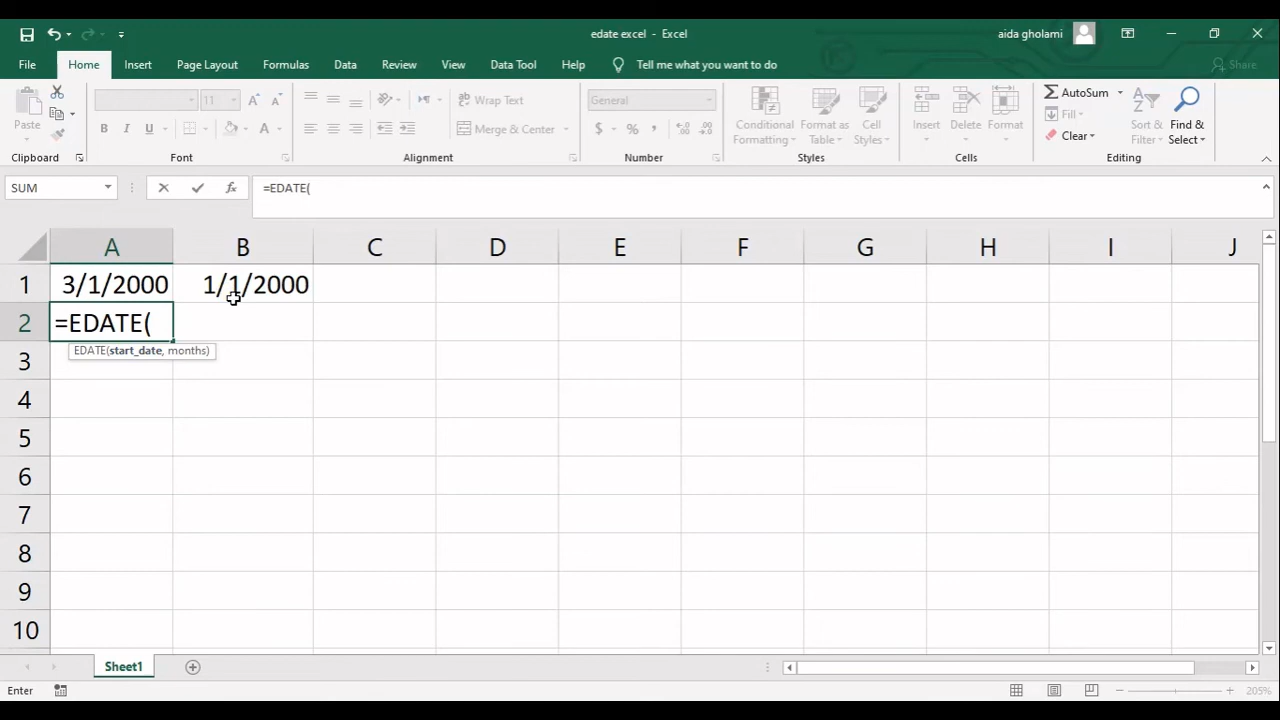 edate excel - Excel
aida gholami
File Home Insert Page Layout Formulas Data Review View Data Tool Help Tell me what you want to do Share
Paste
Clipboard
11
B I U A
Font
Wrap Text
Merge & Center
Alignment
General
$ % ,
Number
Conditional Formatting
Format as Table
Cell Styles
Styles
Insert Delete Format
Cells
AutoSum
Fill
Clear
Sort & Filter
Find & Select
Editing
SUM fx =EDATE(
A B C D E F G H I J
1 3/1/2000 1/1/2000
2 =EDATE(
EDATE(start_date, months)
3
4
5
6
7
8
9
10
Sheet1
Enter 205%